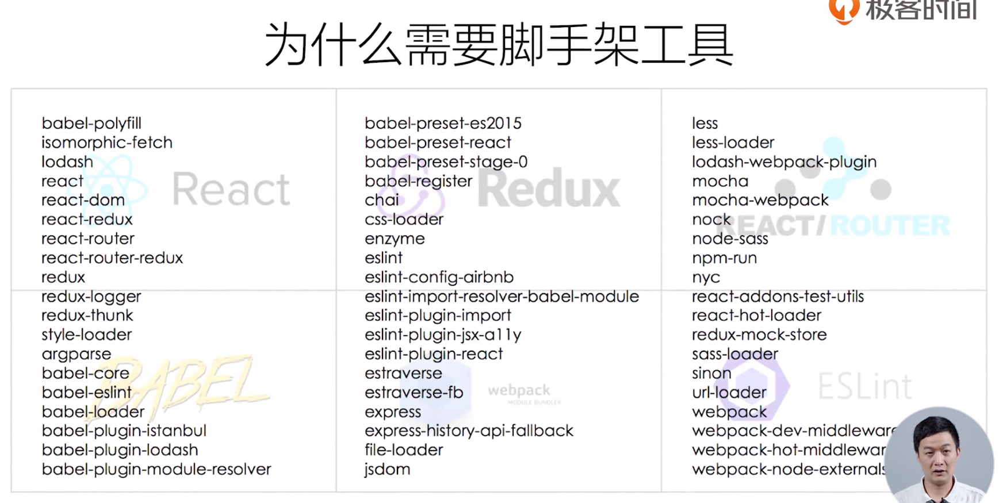 极客时间
为什么需要脚手架工具
babel-polyfill
isomorphic-fetch
lodash
react
react-dom
react-redux
react-router
react-router-redux
redux
redux-logger
redux-thunk
style-loader
argparse
babel-core
babel-eslint
babel-loader
babel-plugin-istanbul
babel-plugin-lodash
babel-plugin-module-resolver
React
BABEL
babel-preset-es2015
babel-preset-react
babel-preset-stage-0
babel-register
chai
css-loader
enzyme
eslint
eslint-config-airbnb
eslint-import-resolver-babel-module
eslint-plugin-import
eslint-plugin-jsx-a11y
eslint-plugin-react
estraverse
estraverse-fb
express
express-history-api-fallback
file-loader
jsdom
Redux
webpack
MODULE BUNDLER
less
less-loader
lodash-webpack-plugin
mocha
mocha-webpack
nock
node-sass
npm-run
nyc
react-addons-test-utils
react-hot-loader
redux-mock-store
sass-loader
sinon
url-loader
webpack
webpack-dev-middleware
webpack-hot-middlewar
webpack-node-externals
REACT/ROUTER
ESLint